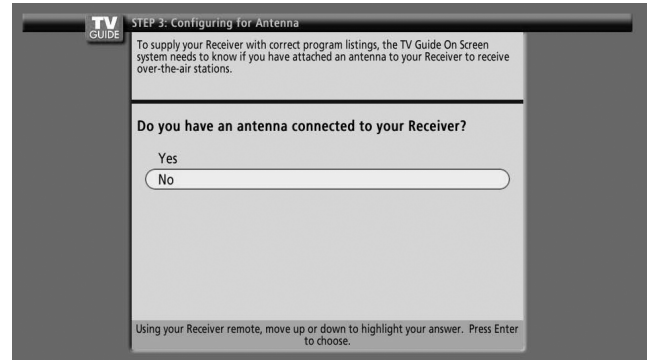 TV
GUIDE
STEP 3: Configuring for Antenna
To supply your Receiver with correct program listings, the TV Guide On Screen
system needs to know if you have attached an antenna to your Receiver to receive
over-the-air stations.
Do you have an antenna connected to your Receiver?
Yes
No
Using your Receiver remote, move up or down to highlight your answer. Press Enter
to choose.